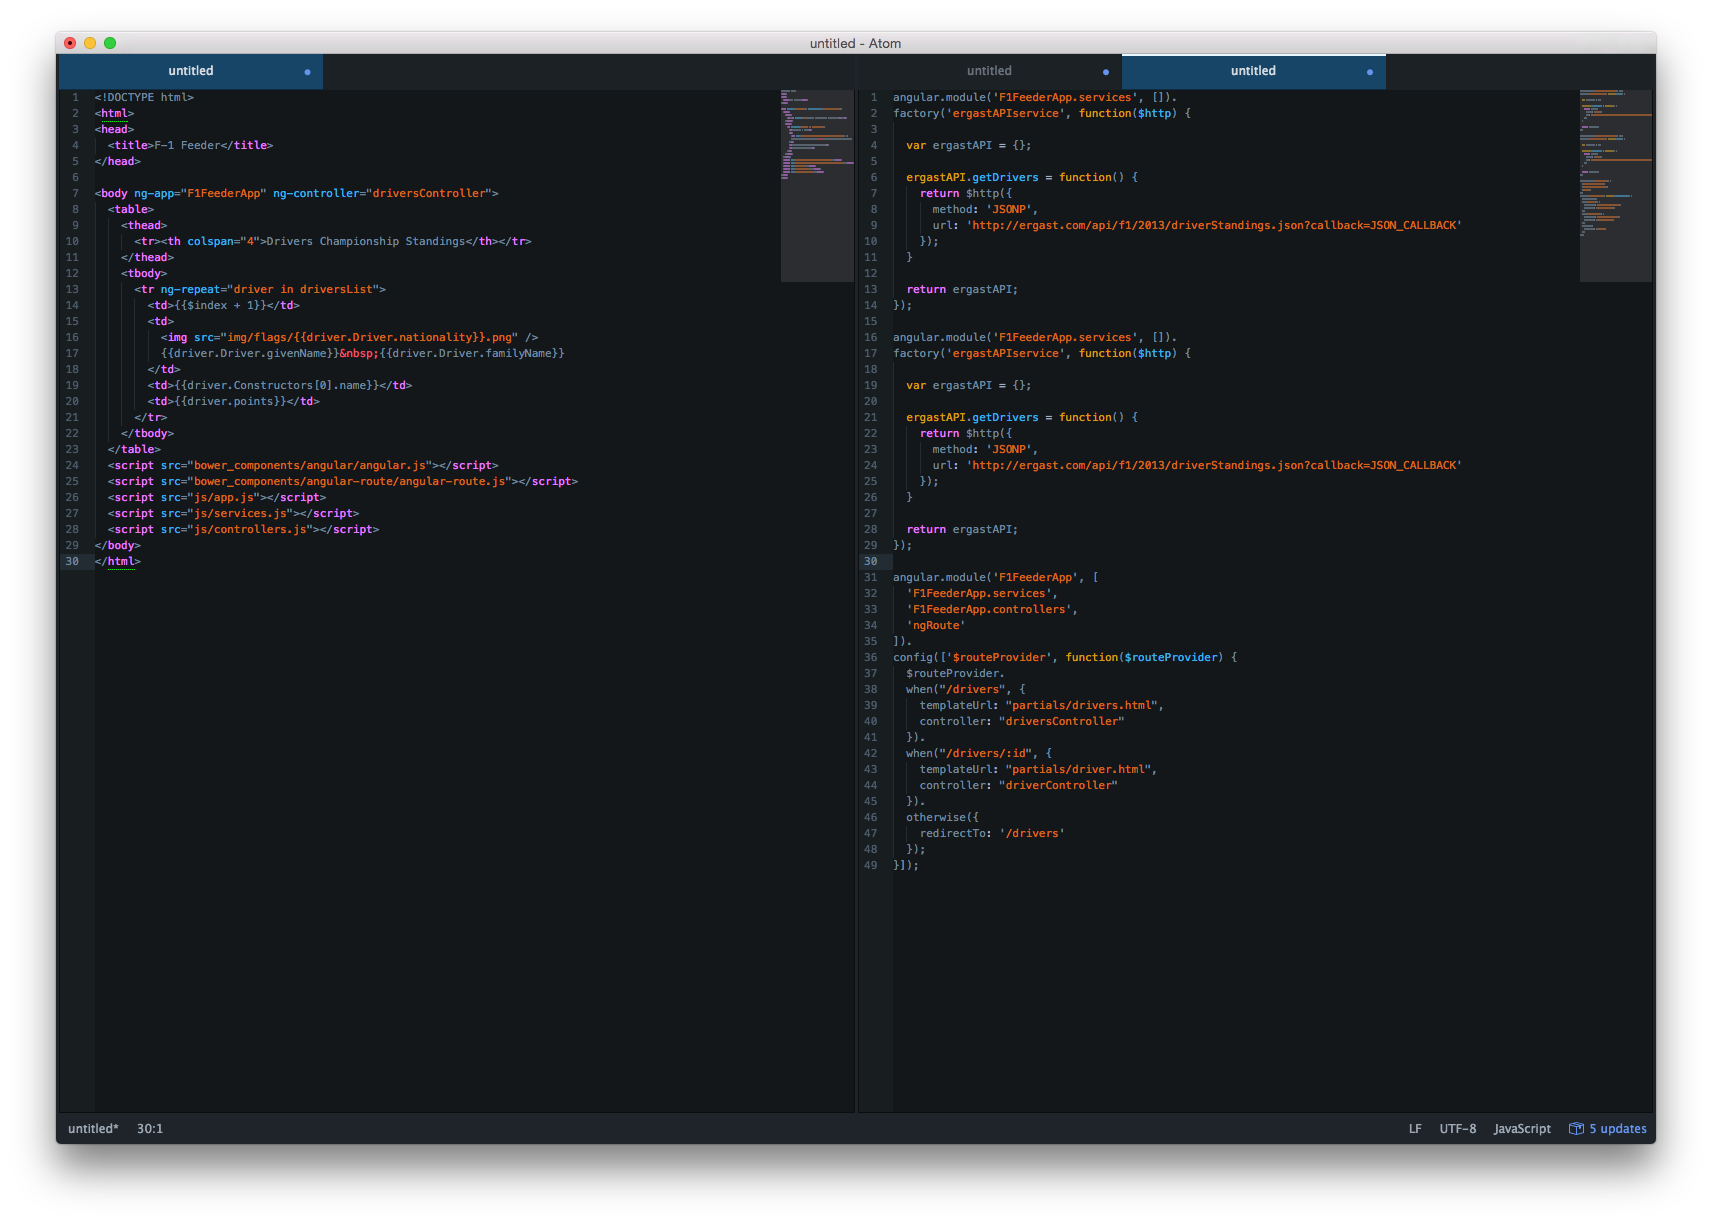 untitled - Atom
untitled
1 <!DOCTYPE html>
2 <html>
3 <head>
4   <title>F-1 Feeder</title>
5 </head>
6
7 <body ng-app="F1FeederApp" ng-controller="driversController">
8   <table>
9     <thead>
10       <tr><th colspan="4">Drivers Championship Standings</th></tr>
11     </thead>
12     <tbody>
13       <tr ng-repeat="driver in driversList">
14         <td>{{$index + 1}}</td>
15         <td>
16           <img src="img/flags/{{driver.Driver.nationality}}.png" />
17           {{driver.Driver.givenName}}&nbsp;{{driver.Driver.familyName}}
18         </td>
19         <td>{{driver.Constructors[0].name}}</td>
20         <td>{{driver.points}}</td>
21       </tr>
22     </tbody>
23   </table>
24   <script src="bower_components/angular/angular.js"></script>
25   <script src="bower_components/angular-route/angular-route.js"></script>
26   <script src="js/app.js"></script>
27   <script src="js/services.js"></script>
28   <script src="js/controllers.js"></script>
29 </body>
30 </html>
untitled untitled
1 angular.module('F1FeederApp.services', []).
2 factory('ergastAPIservice', function($http) {
3
4   var ergastAPI = {};
5
6   ergastAPI.getDrivers = function() {
7     return $http({
8       method: 'JSONP',
9       url: 'http://ergast.com/api/f1/2013/driverStandings.json?callback=JSON_CALLBACK'
10     });
11   }
12
13   return ergastAPI;
14 });
15
16 angular.module('F1FeederApp.services', []).
17 factory('ergastAPIservice', function($http) {
18
19   var ergastAPI = {};
20
21   ergastAPI.getDrivers = function() {
22     return $http({
23       method: 'JSONP',
24       url: 'http://ergast.com/api/f1/2013/driverStandings.json?callback=JSON_CALLBACK'
25     });
26   }
27
28   return ergastAPI;
29 });
30
31 angular.module('F1FeederApp', [
32   'F1FeederApp.services',
33   'F1FeederApp.controllers',
34   'ngRoute'
35 ]).
36 config(['$routeProvider', function($routeProvider) {
37   $routeProvider.
38   when("/drivers", {
39     templateUrl: "partials/drivers.html",
40     controller: "driversController"
41   }).
42   when("/drivers/:id", {
43     templateUrl: "partials/driver.html",
44     controller: "driverController"
45   }).
46   otherwise({
47     redirectTo: '/drivers'
48   });
49 }]);
untitled* 30:1 LF UTF-8 JavaScript 5 updates